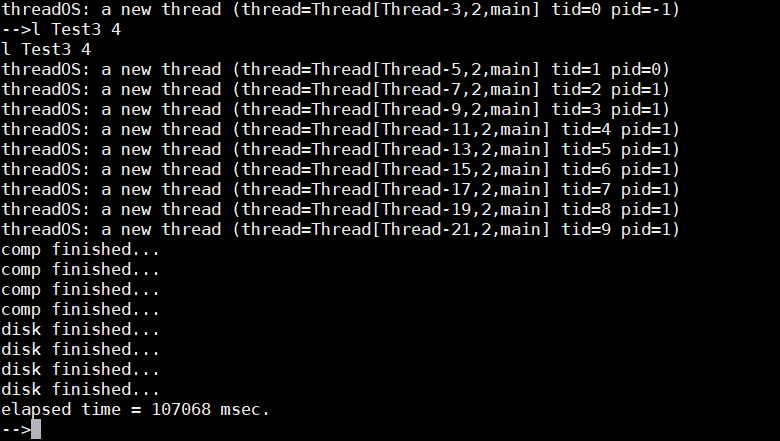 threadOS: a new thread (thread=Thread[Thread-3,2,main] tid=0 pid=-1)
-->l Test3 4
l Test3 4
threadOS: a new thread (thread=Thread[Thread-5,2,main] tid=1 pid=0)
threadOS: a new thread (thread=Thread[Thread-7,2,main] tid=2 pid=1)
threadOS: a new thread (thread=Thread[Thread-9,2,main] tid=3 pid=1)
threadOS: a new thread (thread=Thread[Thread-11,2,main] tid=4 pid=1)
threadOS: a new thread (thread=Thread[Thread-13,2,main] tid=5 pid=1)
threadOS: a new thread (thread=Thread[Thread-15,2,main] tid=6 pid=1)
threadOS: a new thread (thread=Thread[Thread-17,2,main] tid=7 pid=1)
threadOS: a new thread (thread=Thread[Thread-19,2,main] tid=8 pid=1)
threadOS: a new thread (thread=Thread[Thread-21,2,main] tid=9 pid=1)
comp finished...
comp finished...
comp finished...
comp finished...
disk finished...
disk finished...
disk finished...
disk finished...
elapsed time = 107068 msec.
-->